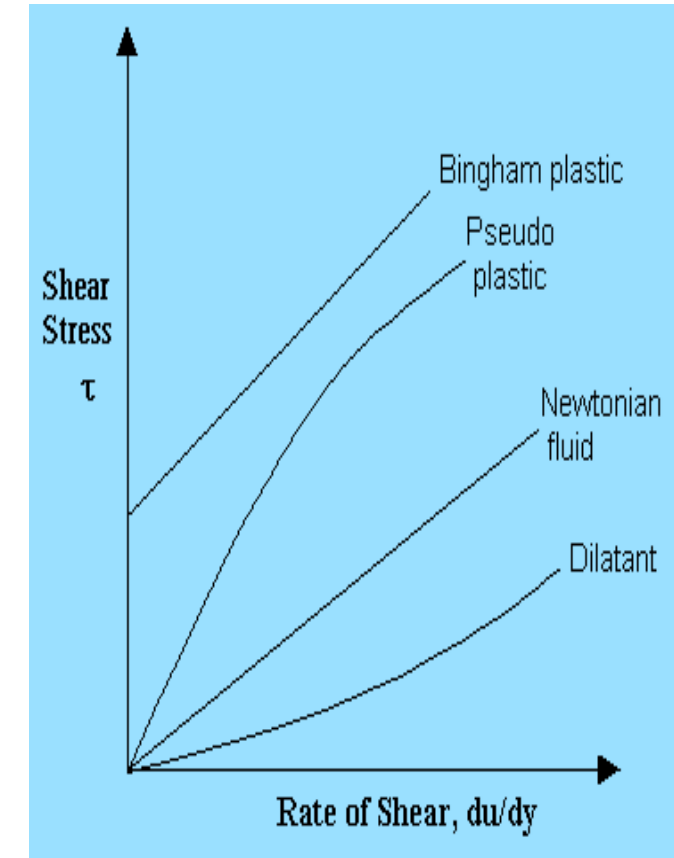 Bingham plastic
Pseudo
plastic
Shear
Stress
τ
Newtonian
fluid
Dilatant
Rate of Shear, du/dy